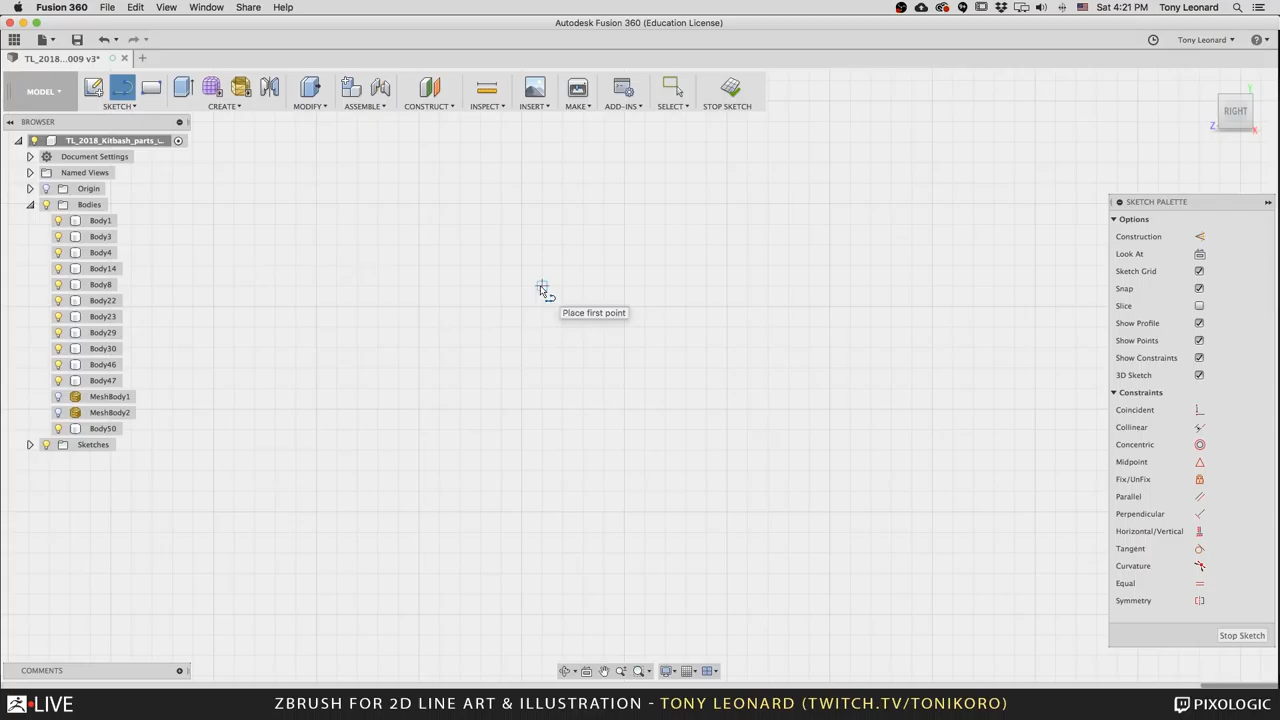 Fusion 360 File Edit View Window Share Help
Sat 4:21 PM Tony Leonard
Autodesk Fusion 360 (Education License)
Tony Leonard
TL_2018...009 v3*
MODEL
SKETCH CREATE MODIFY ASSEMBLE CONSTRUCT INSPECT INSERT MAKE ADD-INS SELECT STOP SKETCH
RIGHT
Y
Z
X
BROWSER
TL_2018_Kitbash_parts_...
Document Settings
Named Views
Origin
Bodies
Body1
Body3
Body4
Body14
Body8
Body22
Body23
Body29
Body30
Body46
Body47
MeshBody1
MeshBody2
Body50
Sketches
Place first point
SKETCH PALETTE
Options
Construction
Look At
Sketch Grid
Snap
Slice
Show Profile
Show Points
Show Constraints
3D Sketch
Constraints
Coincident
Collinear
Concentric
Midpoint
Fix/UnFix
Parallel
Perpendicular
Horizontal/Vertical
Tangent
Curvature
Equal
Symmetry
Stop Sketch
COMMENTS
LIVE ZBRUSH FOR 2D LINE ART & ILLUSTRATION - TONY LEONARD (TWITCH.TV/TONIKORO) PIXOLOGIC